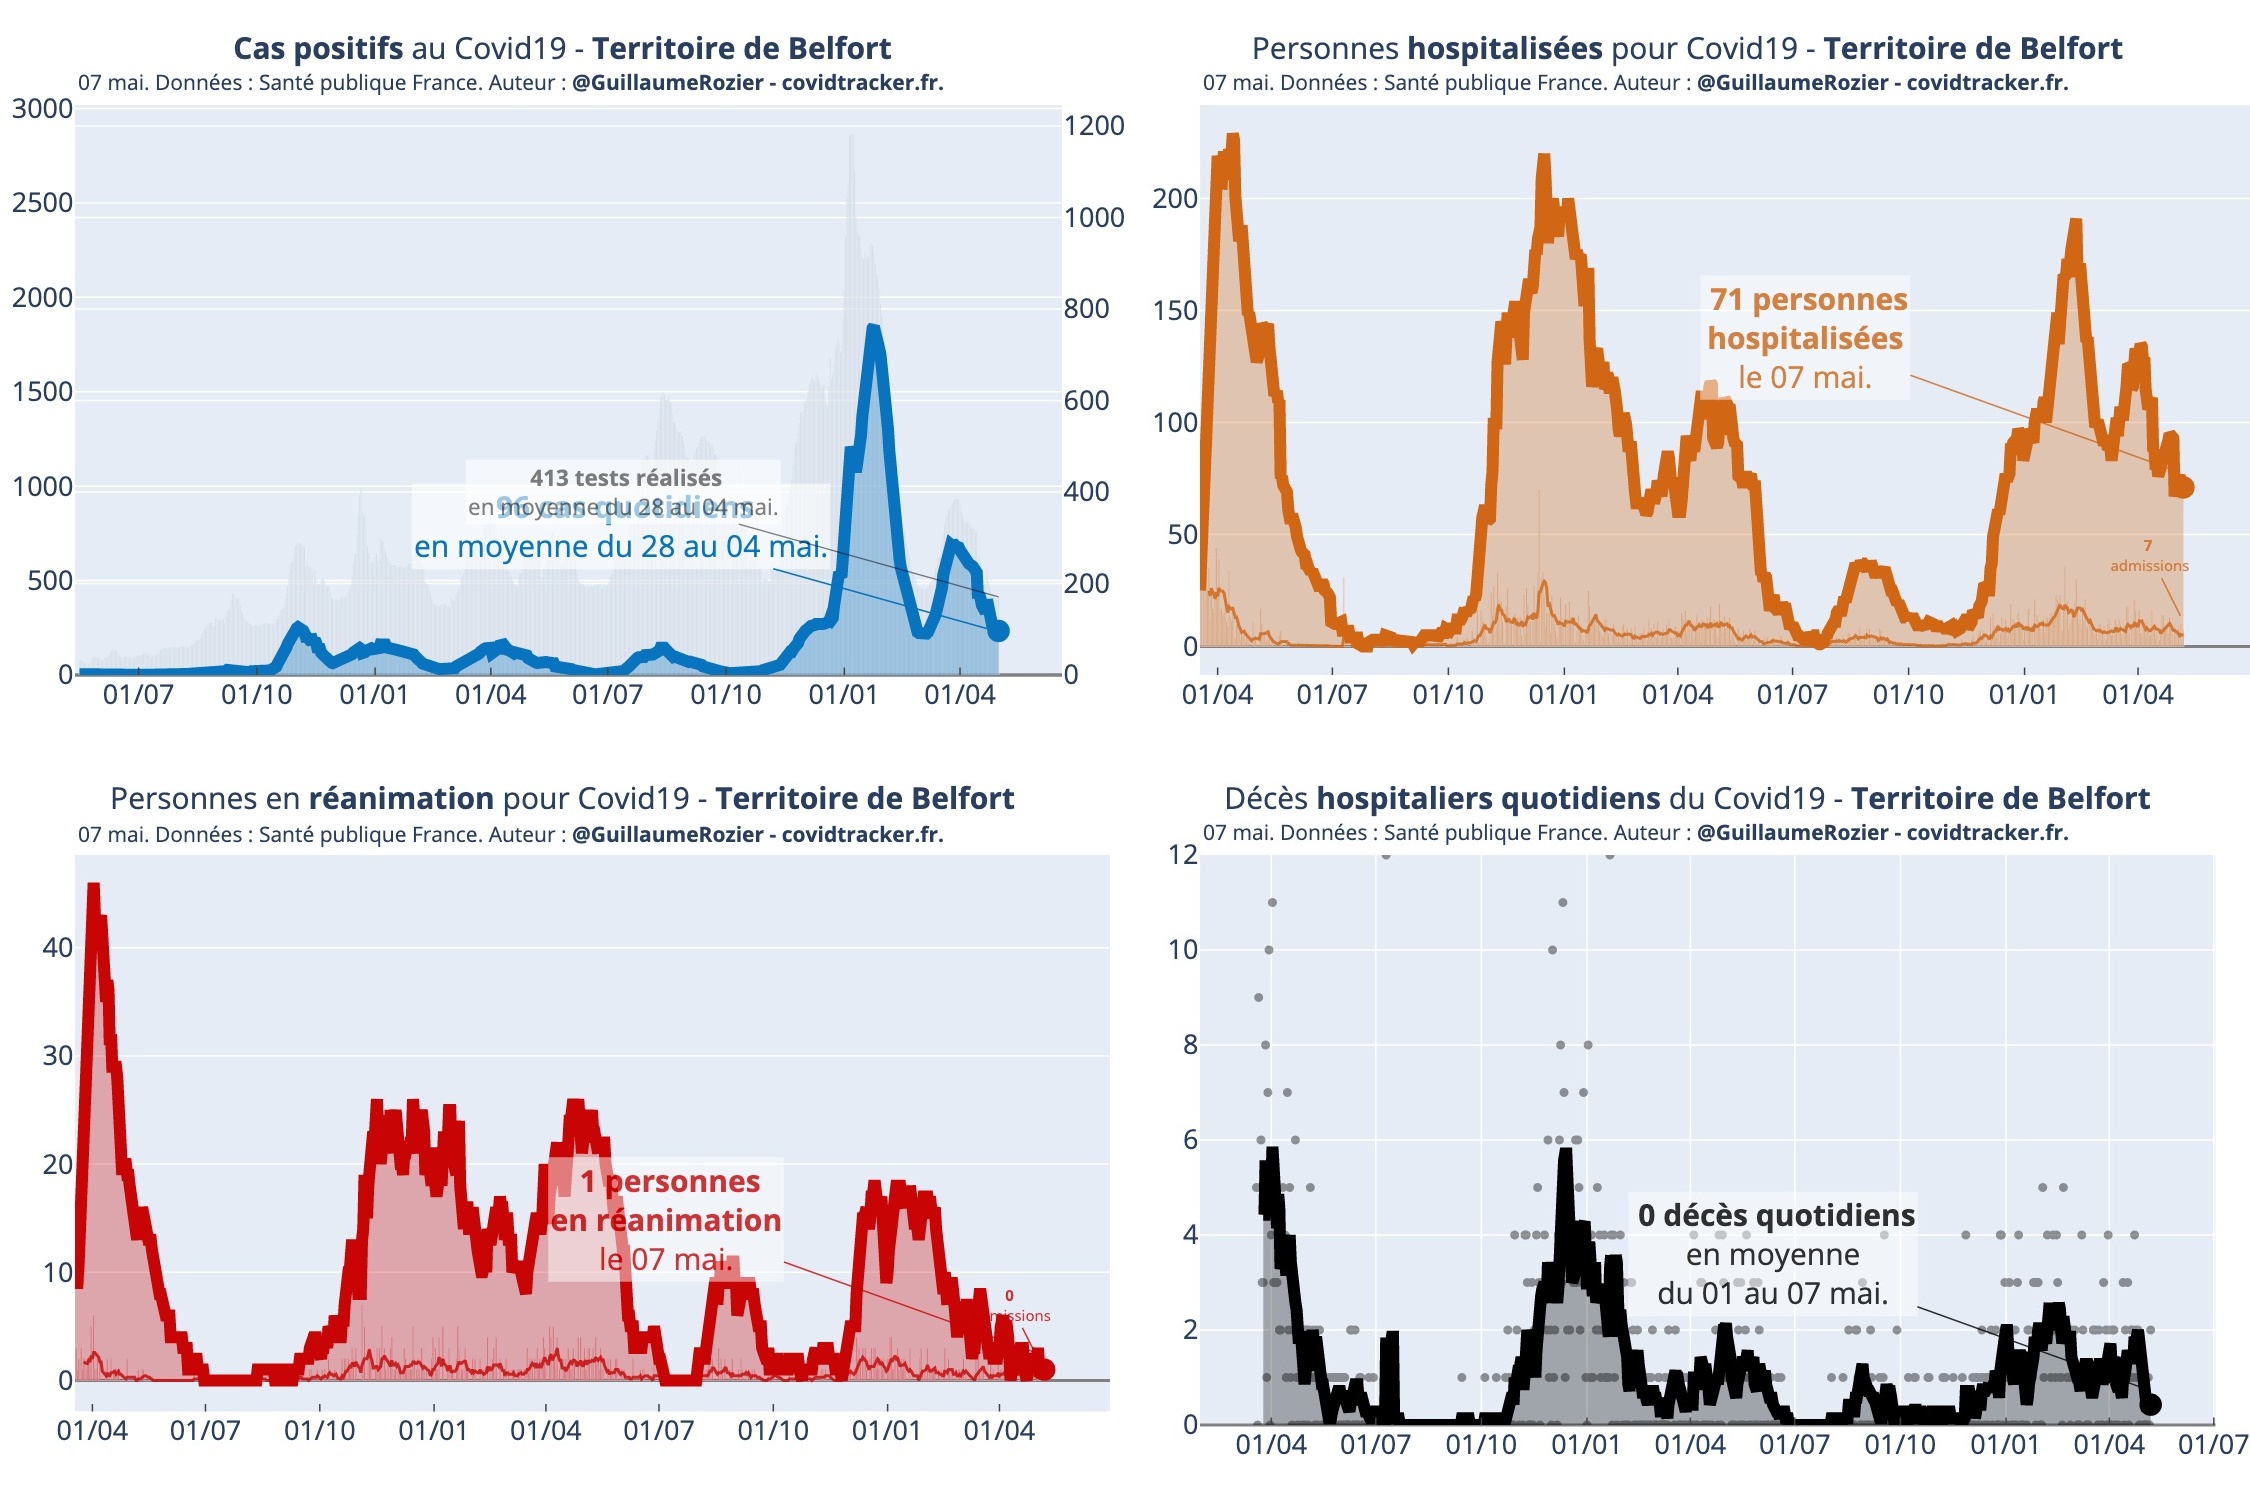 Cas positifs au Covid19 - Territoire de Belfort
07 mai. Données : Santé publique France. Auteur : @GuillaumeRozier - covidtracker.fr.
3000
2500
2000
1500
1000
500
0
1200
1000
800
600
400
200
0
413 tests réalisés
en moyenne du 28 au 04 mai.
96 cas quotidiens
en moyenne du 28 au 04 mai.
01/07 01/10 01/01 01/04 01/07 01/10 01/01 01/04
Personnes hospitalisées pour Covid19 - Territoire de Belfort
07 mai. Données : Santé publique France. Auteur : @GuillaumeRozier - covidtracker.fr.
200
150
100
50
0
71 personnes
hospitalisées
le 07 mai.
7
admissions
01/04 01/07 01/10 01/01 01/04 01/07 01/10 01/01 01/04
Personnes en réanimation pour Covid19 - Territoire de Belfort
07 mai. Données : Santé publique France. Auteur : @GuillaumeRozier - covidtracker.fr.
40
30
20
10
0
1 personnes
en réanimation
le 07 mai.
0
missions
01/04 01/07 01/10 01/01 01/04 01/07 01/10 01/01 01/04
Décès hospitaliers quotidiens du Covid19 - Territoire de Belfort
07 mai. Données : Santé publique France. Auteur : @GuillaumeRozier - covidtracker.fr.
12
10
8
6
4
2
0
0 décès quotidiens
en moyenne
du 01 au 07 mai.
01/04 01/07 01/10 01/01 01/04 01/07 01/10 01/01 01/04 01/07